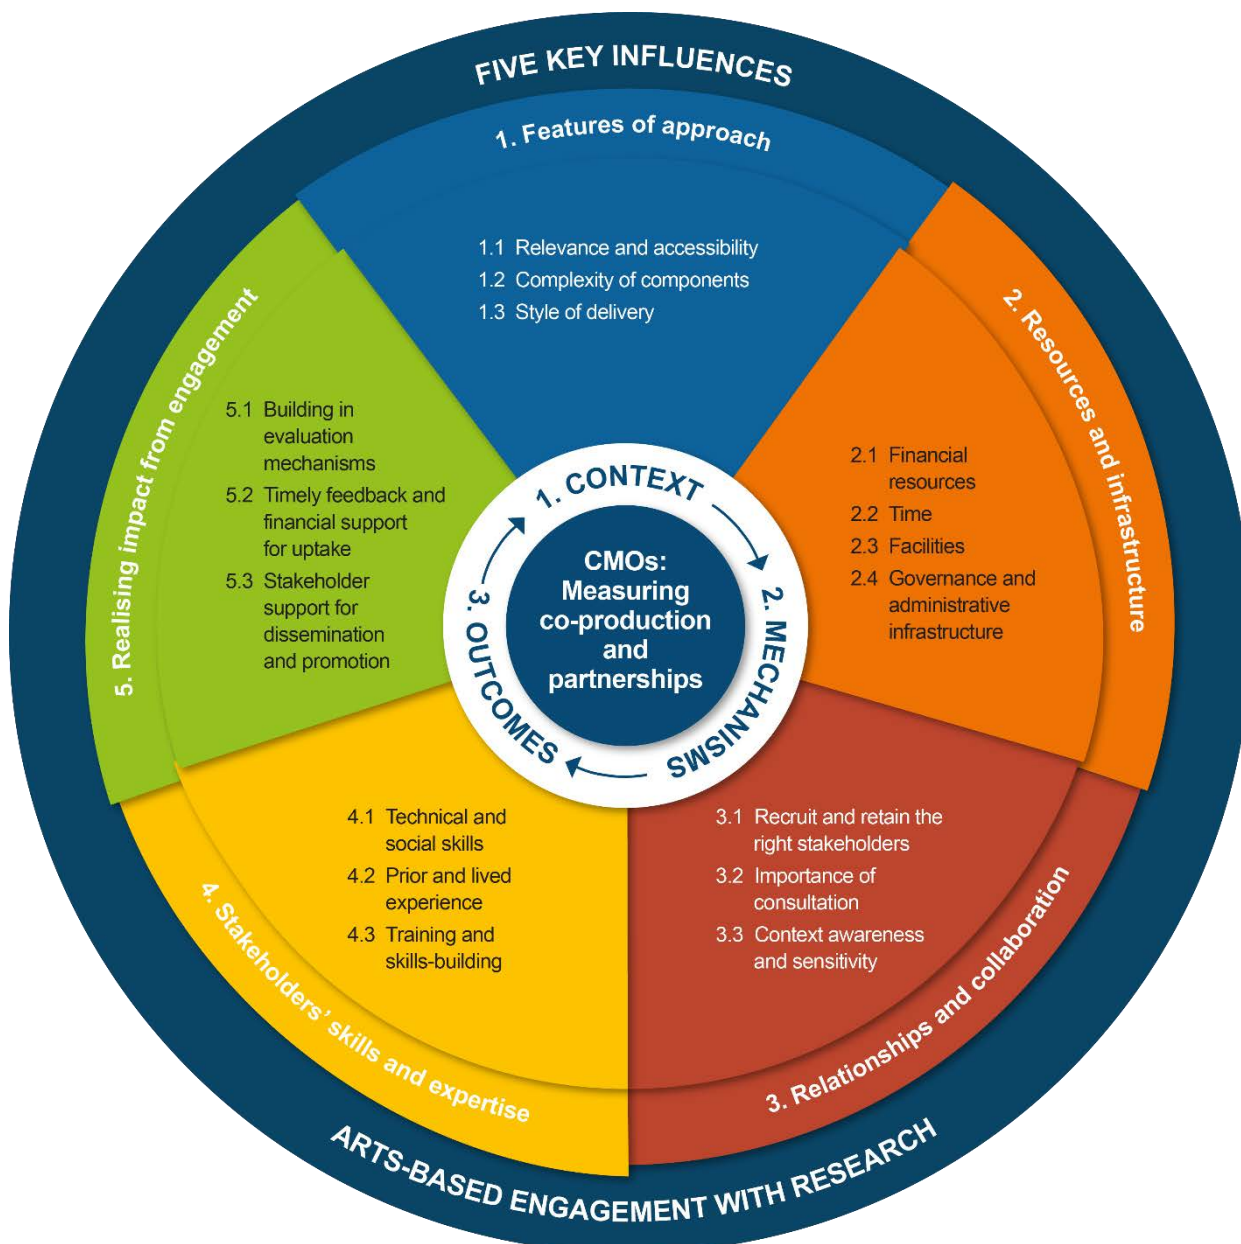 FIVE KEY INFLUENCES
1. Features of approach
1.1 Relevance and accessibility
1.2 Complexity of components
1.3 Style of delivery
2. Resources and infrastructure
2.1 Financial
resources
2.2 Time
2.3 Facilities
2.4 Governance and
administrative
infrastructure
3. Relationships and collaboration
3.1 Recruit and retain the
right stakeholders
3.2 Importance of
consultation
3.3 Context awareness
and sensitivity
4. Stakeholders’ skills and expertise
4.1 Technical and
social skills
4.2 Prior and lived
experience
4.3 Training and
skills-building
5. Realising impact from engagement
5.1 Building in
evaluation
mechanisms
5.2 Timely feedback and
financial support
for uptake
5.3 Stakeholder
support for
dissemination
and promotion
1. CONTEXT
2. MECHANISMS
3. OUTCOMES
CMOs:
Measuring
co-production
and
partnerships
ARTS-BASED ENGAGEMENT WITH RESEARCH